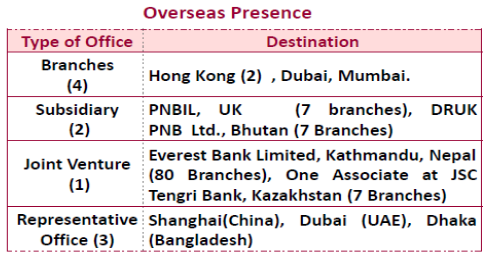 Overseas Presence
Type of Office Destination
Branches
(4)
Hong Kong (2) , Dubai, Mumbai.
Subsidiary
(2)
PNBIL, UK (7 branches), DRUK
PNB Ltd., Bhutan (7 Branches)
Joint Venture
(1)
Everest Bank Limited, Kathmandu, Nepal
(80 Branches), One Associate at JSC
Tengri Bank, Kazakhstan (7 Branches)
Representative
Office (3)
Shanghai(China), Dubai (UAE), Dhaka
(Bangladesh)